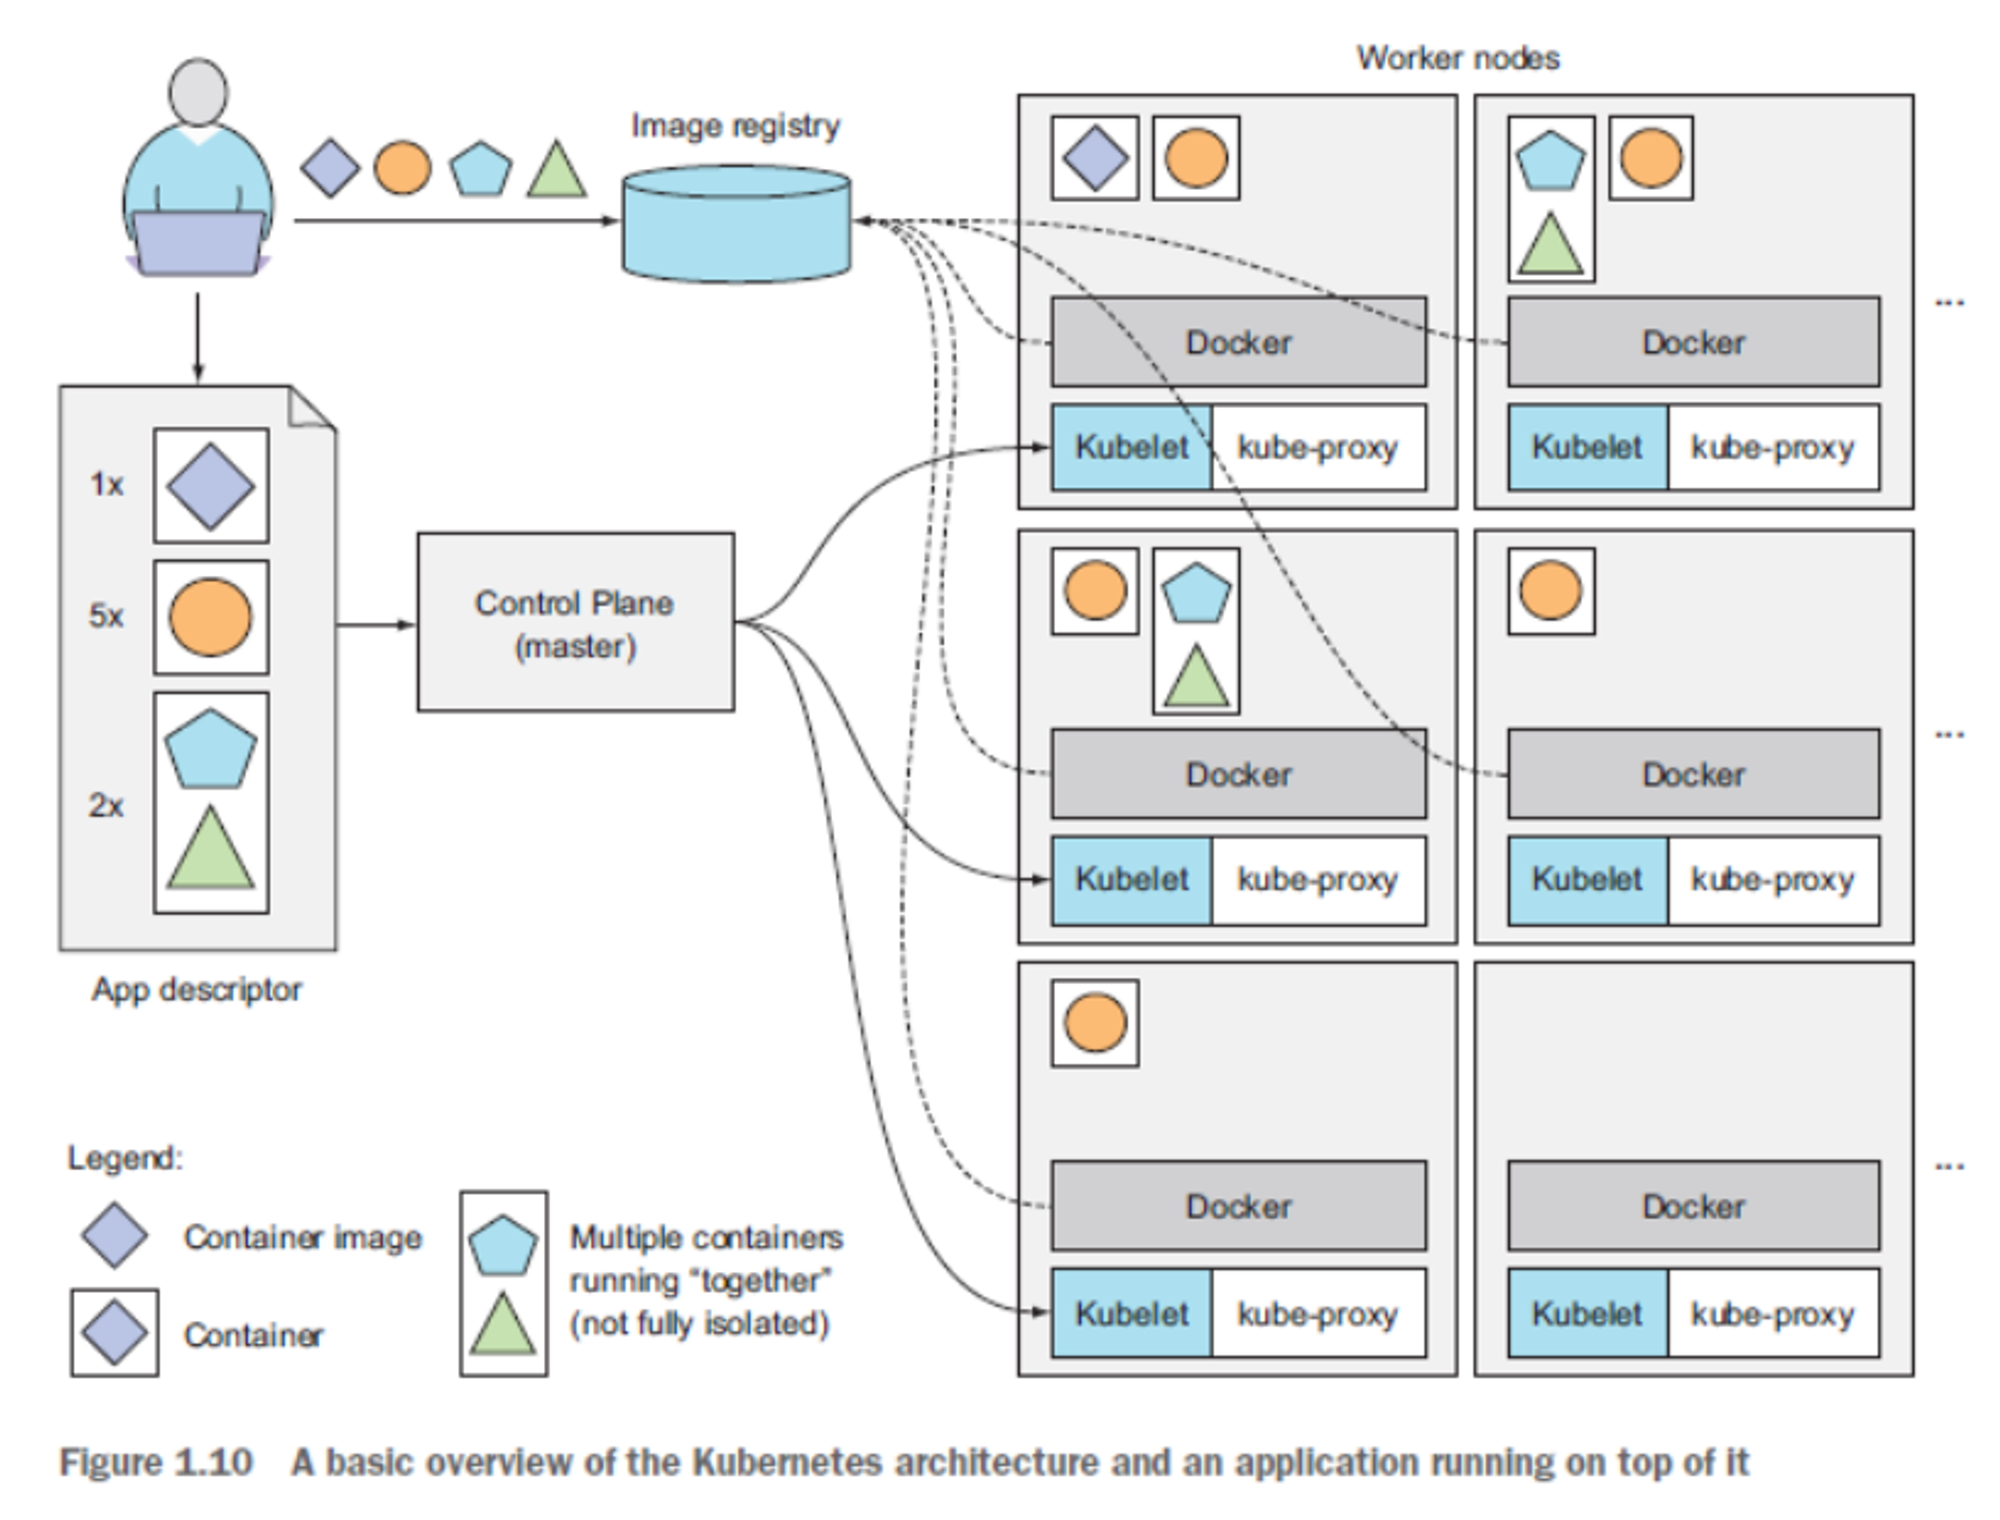 Worker nodes
Image registry
Docker
Kubelet
kube-proxy
Docker
Kubelet
kube-proxy
...
1x
5x
2x
App descriptor
Control Plane
(master)
Docker
Kubelet
kube-proxy
Docker
Kubelet
kube-proxy
...
Docker
Kubelet
kube-proxy
Docker
Kubelet
kube-proxy
...
Legend:
Container image
Container
Multiple containers
running “together”
(not fully isolated)
Figure 1.10 A basic overview of the Kubernetes architecture and an application running on top of it